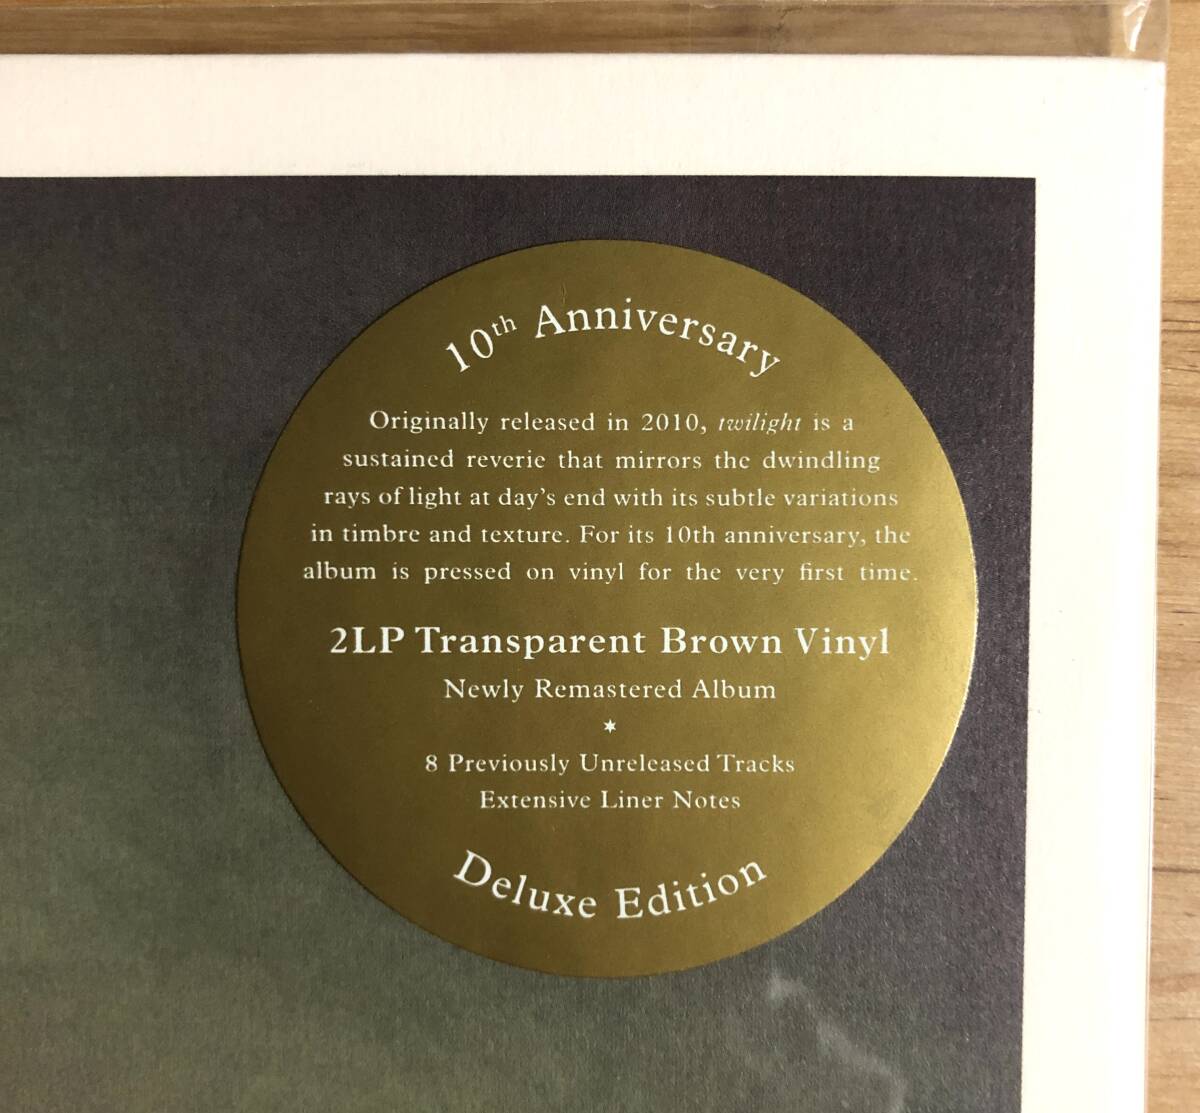 10th Anniversary
Originally released in 2010, twilight is a
sustained reverie that mirrors the dwindling
rays of light at day's end with its subtle variations
in timbre and texture. For its 10th anniversary, the
album is pressed on vinyl for the very first time.
2LP Transparent Brown Vinyl
Newly Remastered Album
✶
8 Previously Unreleased Tracks
Extensive Liner Notes
Deluxe Edition